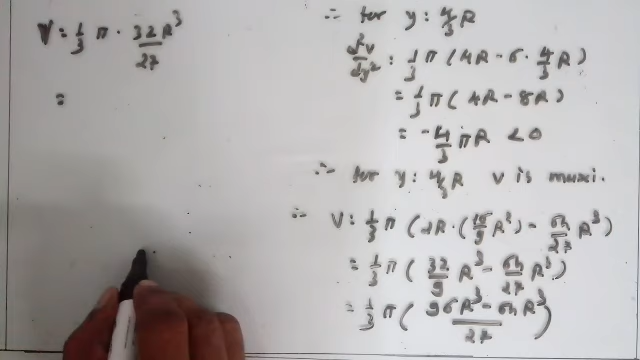 V = 1/3 π · 32R³/27
=
∴ for y = 4/3 R
d²v/dy² = 1/3 π (4R - 6 · 4/3 R)
= 1/3 π (4R - 8R)
= -4/3 πR < 0
∴ for y = 4/3 R v is maxi.
∴ V = 1/3 π (2R · (16/9 R²) - 64/27 R³)
= 1/3 π (32/9 R³ - 64/27 R³)
= 1/3 π (96R³ - 64R³/27)